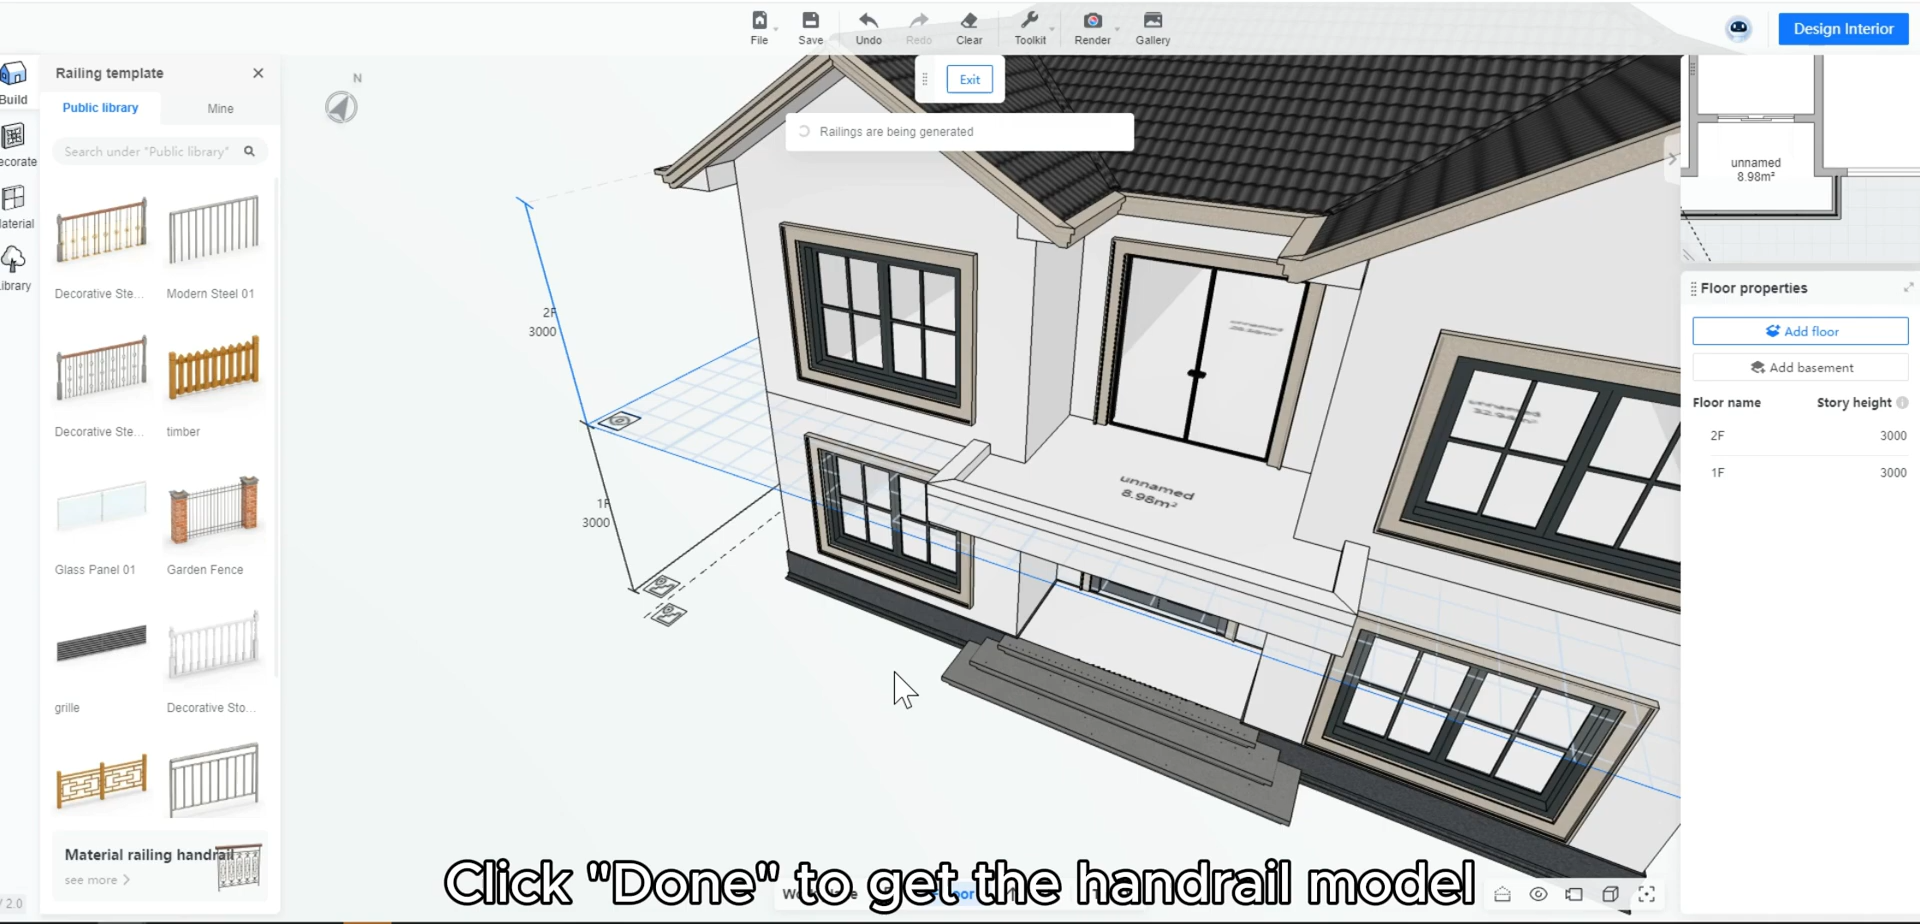 File
Save
Undo
Redo
Clear
Toolkit
Render
Gallery
Design Interior
Build
Railing template
Public library
Mine
Search under "Public library"
ecorate
aterial
ibrary
Decorative Ste...
Modern Steel 01
Decorative Ste...
timber
Glass Panel 01
Garden Fence
grille
Decorative Sto...
Material railing handrail
see more
/ 2.0
N
Exit
Railings are being generated
2F
3000
1F
3000
unnamed
8.98m²
unnamed
8.98m²
Floor properties
Add floor
Add basement
Floor name
Story height
2F
3000
1F
3000
Click "Done" to get the handrail model